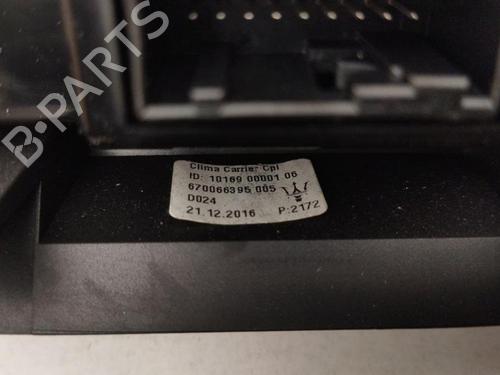 B-PARTS
Clima Carrier Cpl
ID: 10169 00001 06
670066395 005
D024
21.12.2016 P:2172